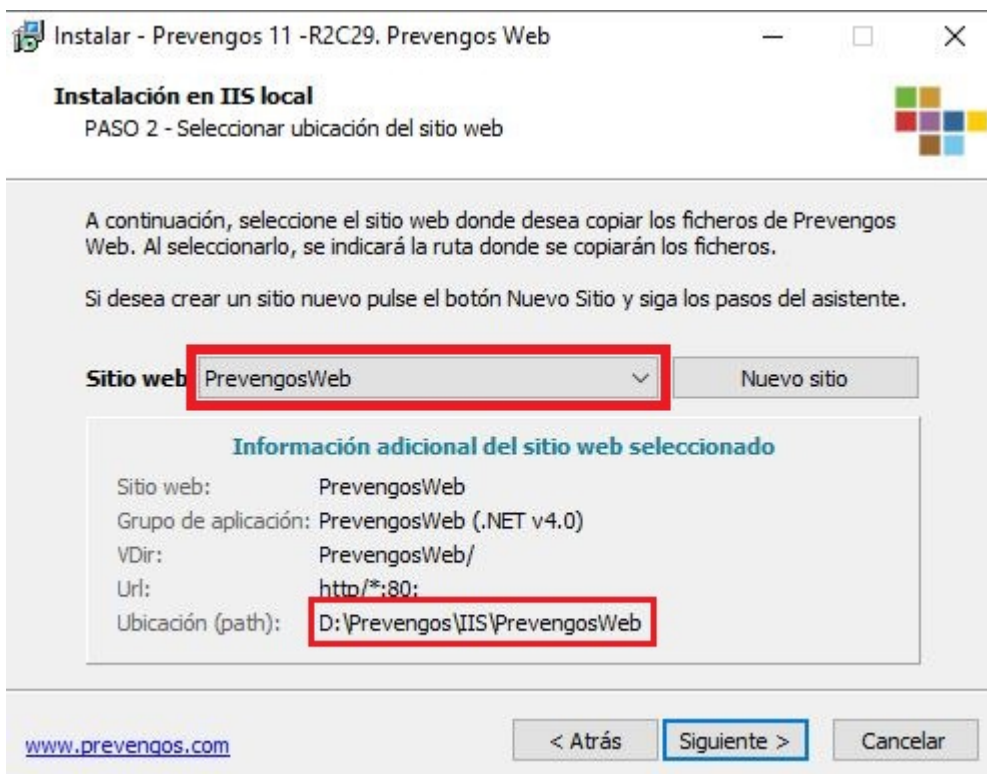 Instalar - Prevengos 11 -R2C29. Prevengos Web
Instalación en IIS local
PASO 2 - Seleccionar ubicación del sitio web
A continuación, seleccione el sitio web donde desea copiar los ficheros de Prevengos
Web. Al seleccionarlo, se indicará la ruta donde se copiarán los ficheros.
Si desea crear un sitio nuevo pulse el botón Nuevo Sitio y siga los pasos del asistente.
Sitio web PrevengosWeb Nuevo sitio
Información adicional del sitio web seleccionado
Sitio web: PrevengosWeb
Grupo de aplicación: PrevengosWeb (.NET v4.0)
VDir: PrevengosWeb/
Url: http/*:80:
Ubicación (path): D:\Prevengos\IIS\PrevengosWeb
www.prevengos.com < Atrás Siguiente > Cancelar